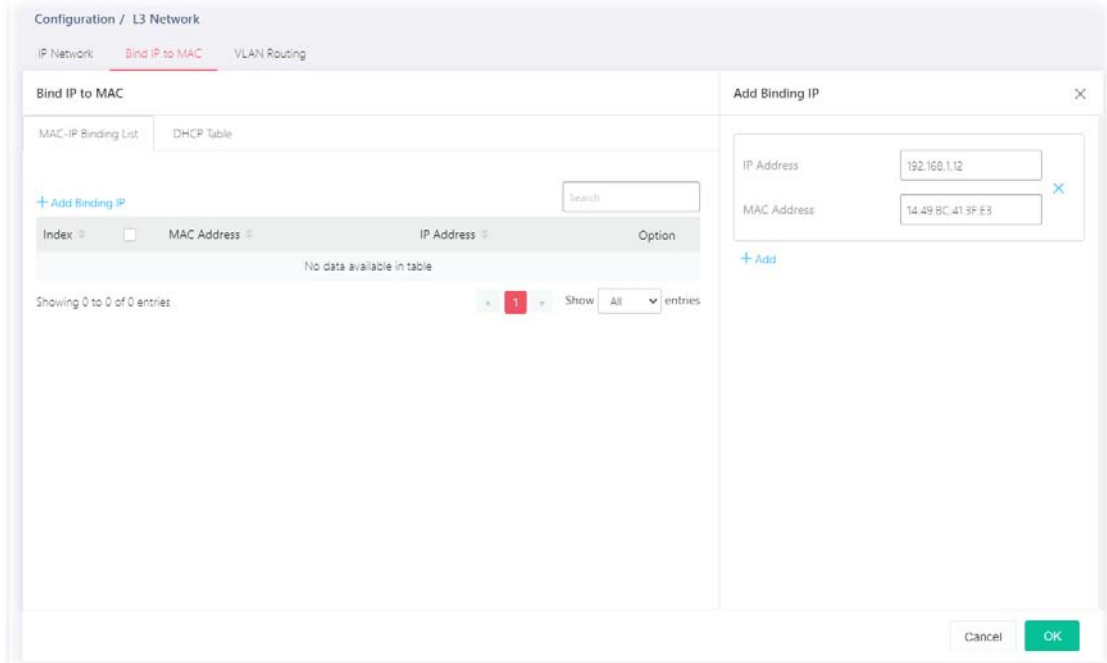 Configuration / L3 Network
IP Network Bind IP to MAC VLAN Routing
Bind IP to MAC
MAC-IP Binding List DHCP Table
+ Add Binding IP Search
Index MAC Address IP Address Option
No data available in table
Showing 0 to 0 of 0 entries « 1 » Show All entries
Add Binding IP ×
IP Address 192.168.1.12
MAC Address 14:49:BC:41:3F:E3
+ Add
Cancel OK